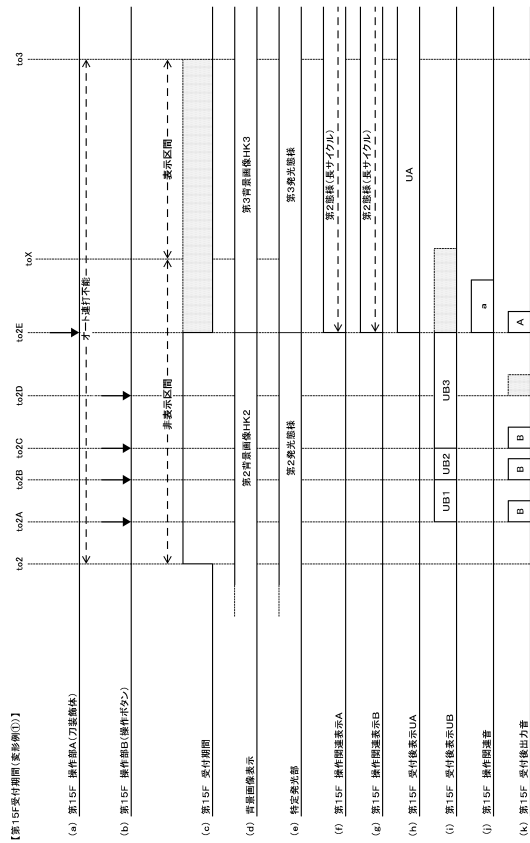 【第15F受付期間(変形例①)】
to2 to2A to2B to2C to2D to2E toX to3
(a) 第15F 操作部A(刀装飾体)
オート連打不能
(b) 第15F 操作部B(操作ボタン)
非表示区間 表示区間
(c) 第15F 受付期間
(d) 背景画像表示
第2背景画像HK2 第3背景画像HK3
(e) 特定発光部
第2発光態様 第3発光態様
(f) 第15F 操作関連表示A
第2態様(長サイクル)
(g) 第15F 操作関連表示B
第2態様(長サイクル)
(h) 第15F 受付後表示UA
UA
(i) 第15F 受付後表示UB
UB1 UB2 UB3
(j) 第15F 操作関連音
a
(k) 第15F 受付後出力音
B B B A